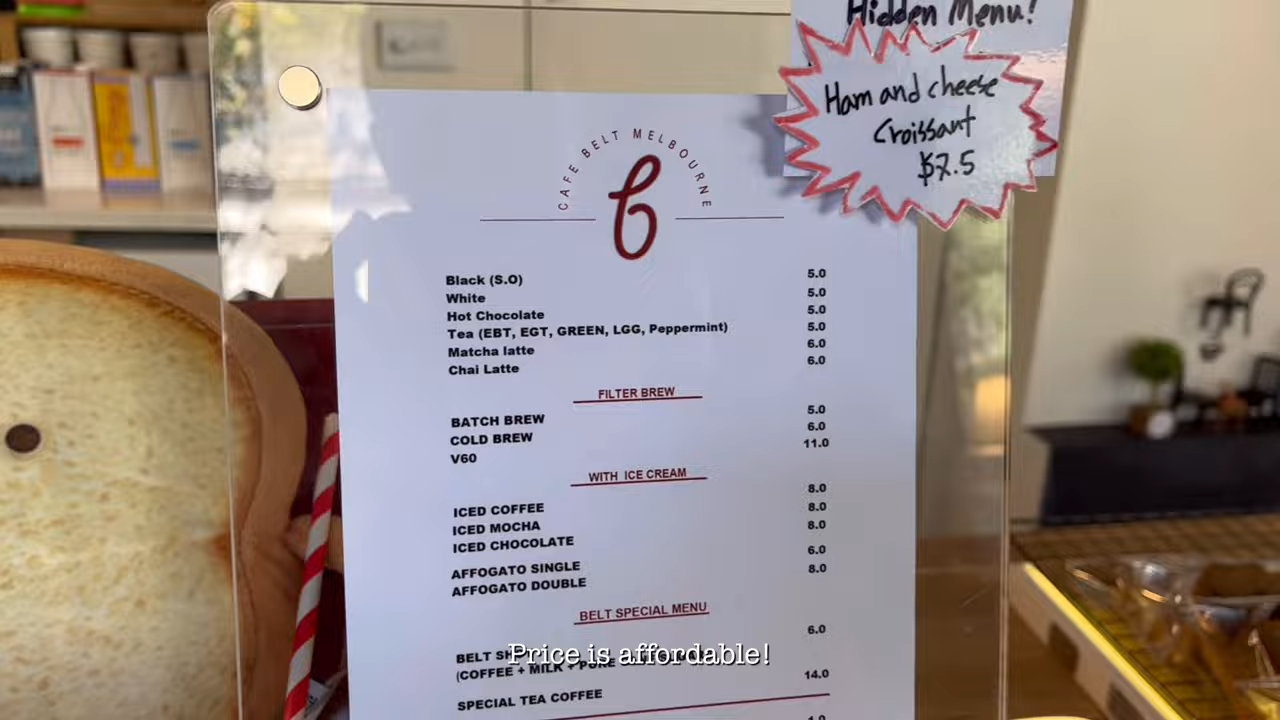 Hidden Menu!
Ham and cheese
Croissant
$7.5
CAFE BELT MELBOURNE
b
Black (S.O) 5.0
White 5.0
Hot Chocolate 5.0
Tea (EBT, EGT, GREEN, LGG, Peppermint) 5.0
Matcha latte 6.0
Chai Latte 6.0
FILTER BREW
BATCH BREW 5.0
COLD BREW 6.0
V60 11.0
WITH ICE CREAM
ICED COFFEE 8.0
ICED MOCHA 8.0
ICED CHOCOLATE 8.0
AFFOGATO SINGLE 6.0
AFFOGATO DOUBLE 8.0
BELT SPECIAL MENU
BELT 6.0
(COFFEE + MILK +
SPECIAL TEA COFFEE 14.0
Price is affordable!